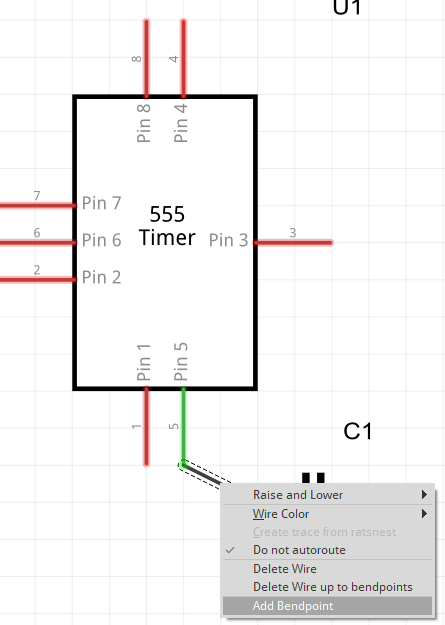 U1
8
4
Pin 8
Pin 4
7
Pin 7
555
Timer
6
Pin 6
Pin 3
3
2
Pin 2
Pin 1
Pin 5
1
5
C1
Raise and Lower
Wire Color
Create trace from ratsnest
Do not autoroute
Delete Wire
Delete Wire up to bendpoints
Add Bendpoint